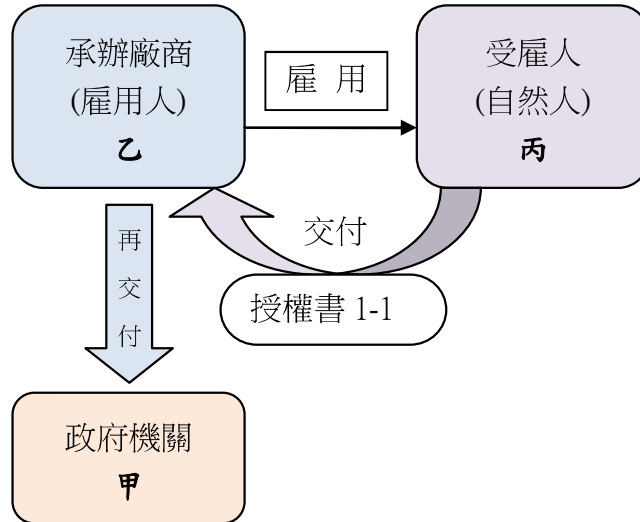 承辦廠商
(雇用人)
乙
雇 用
受雇人
(自然人)
丙
交付
授權書 1-1
再
交
付
政府機關
甲